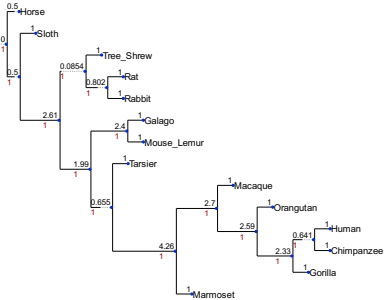 0.5 Horse
0
1
1 Sloth
0.5
1
1 Tree_Shrew
0.0854
1
1 Rat
0.802
1
1 Rabbit
2.61
1
1 Galago
2.4
1
1 Mouse_Lemur
1.99
1
1 Tarsier
0.655
1
1 Macaque
2.7
1
1 Orangutan
2.59
1
1 Human
0.641
1
1 Chimpanzee
2.33
1
1 Gorilla
4.26
1
1 Marmoset